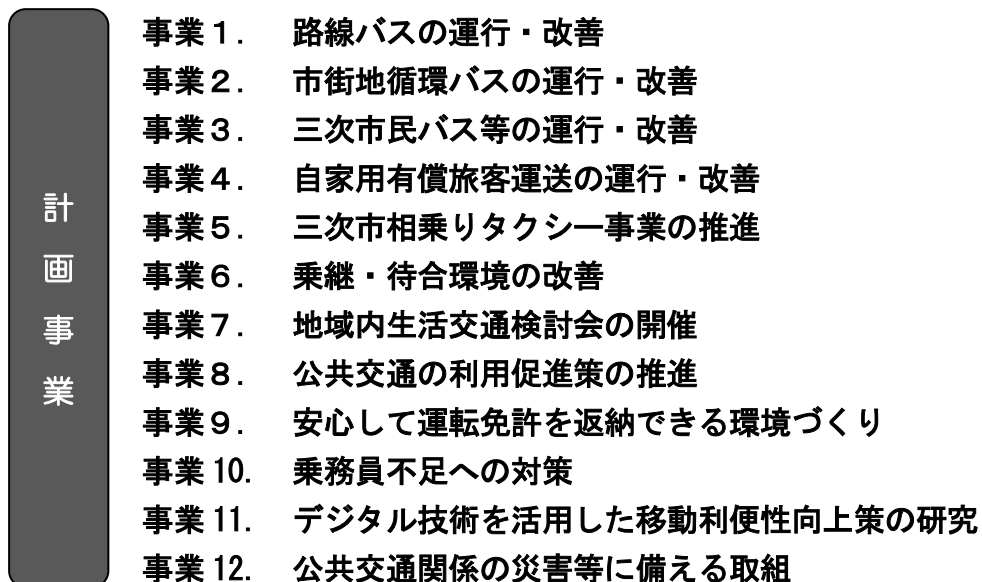 計画事業
事業１． 路線バスの運行・改善
事業２． 市街地循環バスの運行・改善
事業３． 三次市民バス等の運行・改善
事業４． 自家用有償旅客運送の運行・改善
事業５． 三次市相乗りタクシー事業の推進
事業６． 乗継・待合環境の改善
事業７． 地域内生活交通検討会の開催
事業８． 公共交通の利用促進策の推進
事業９． 安心して運転免許を返納できる環境づくり
事業 10. 乗務員不足への対策
事業 11. デジタル技術を活用した移動利便性向上策の研究
事業 12. 公共交通関係の災害等に備える取組